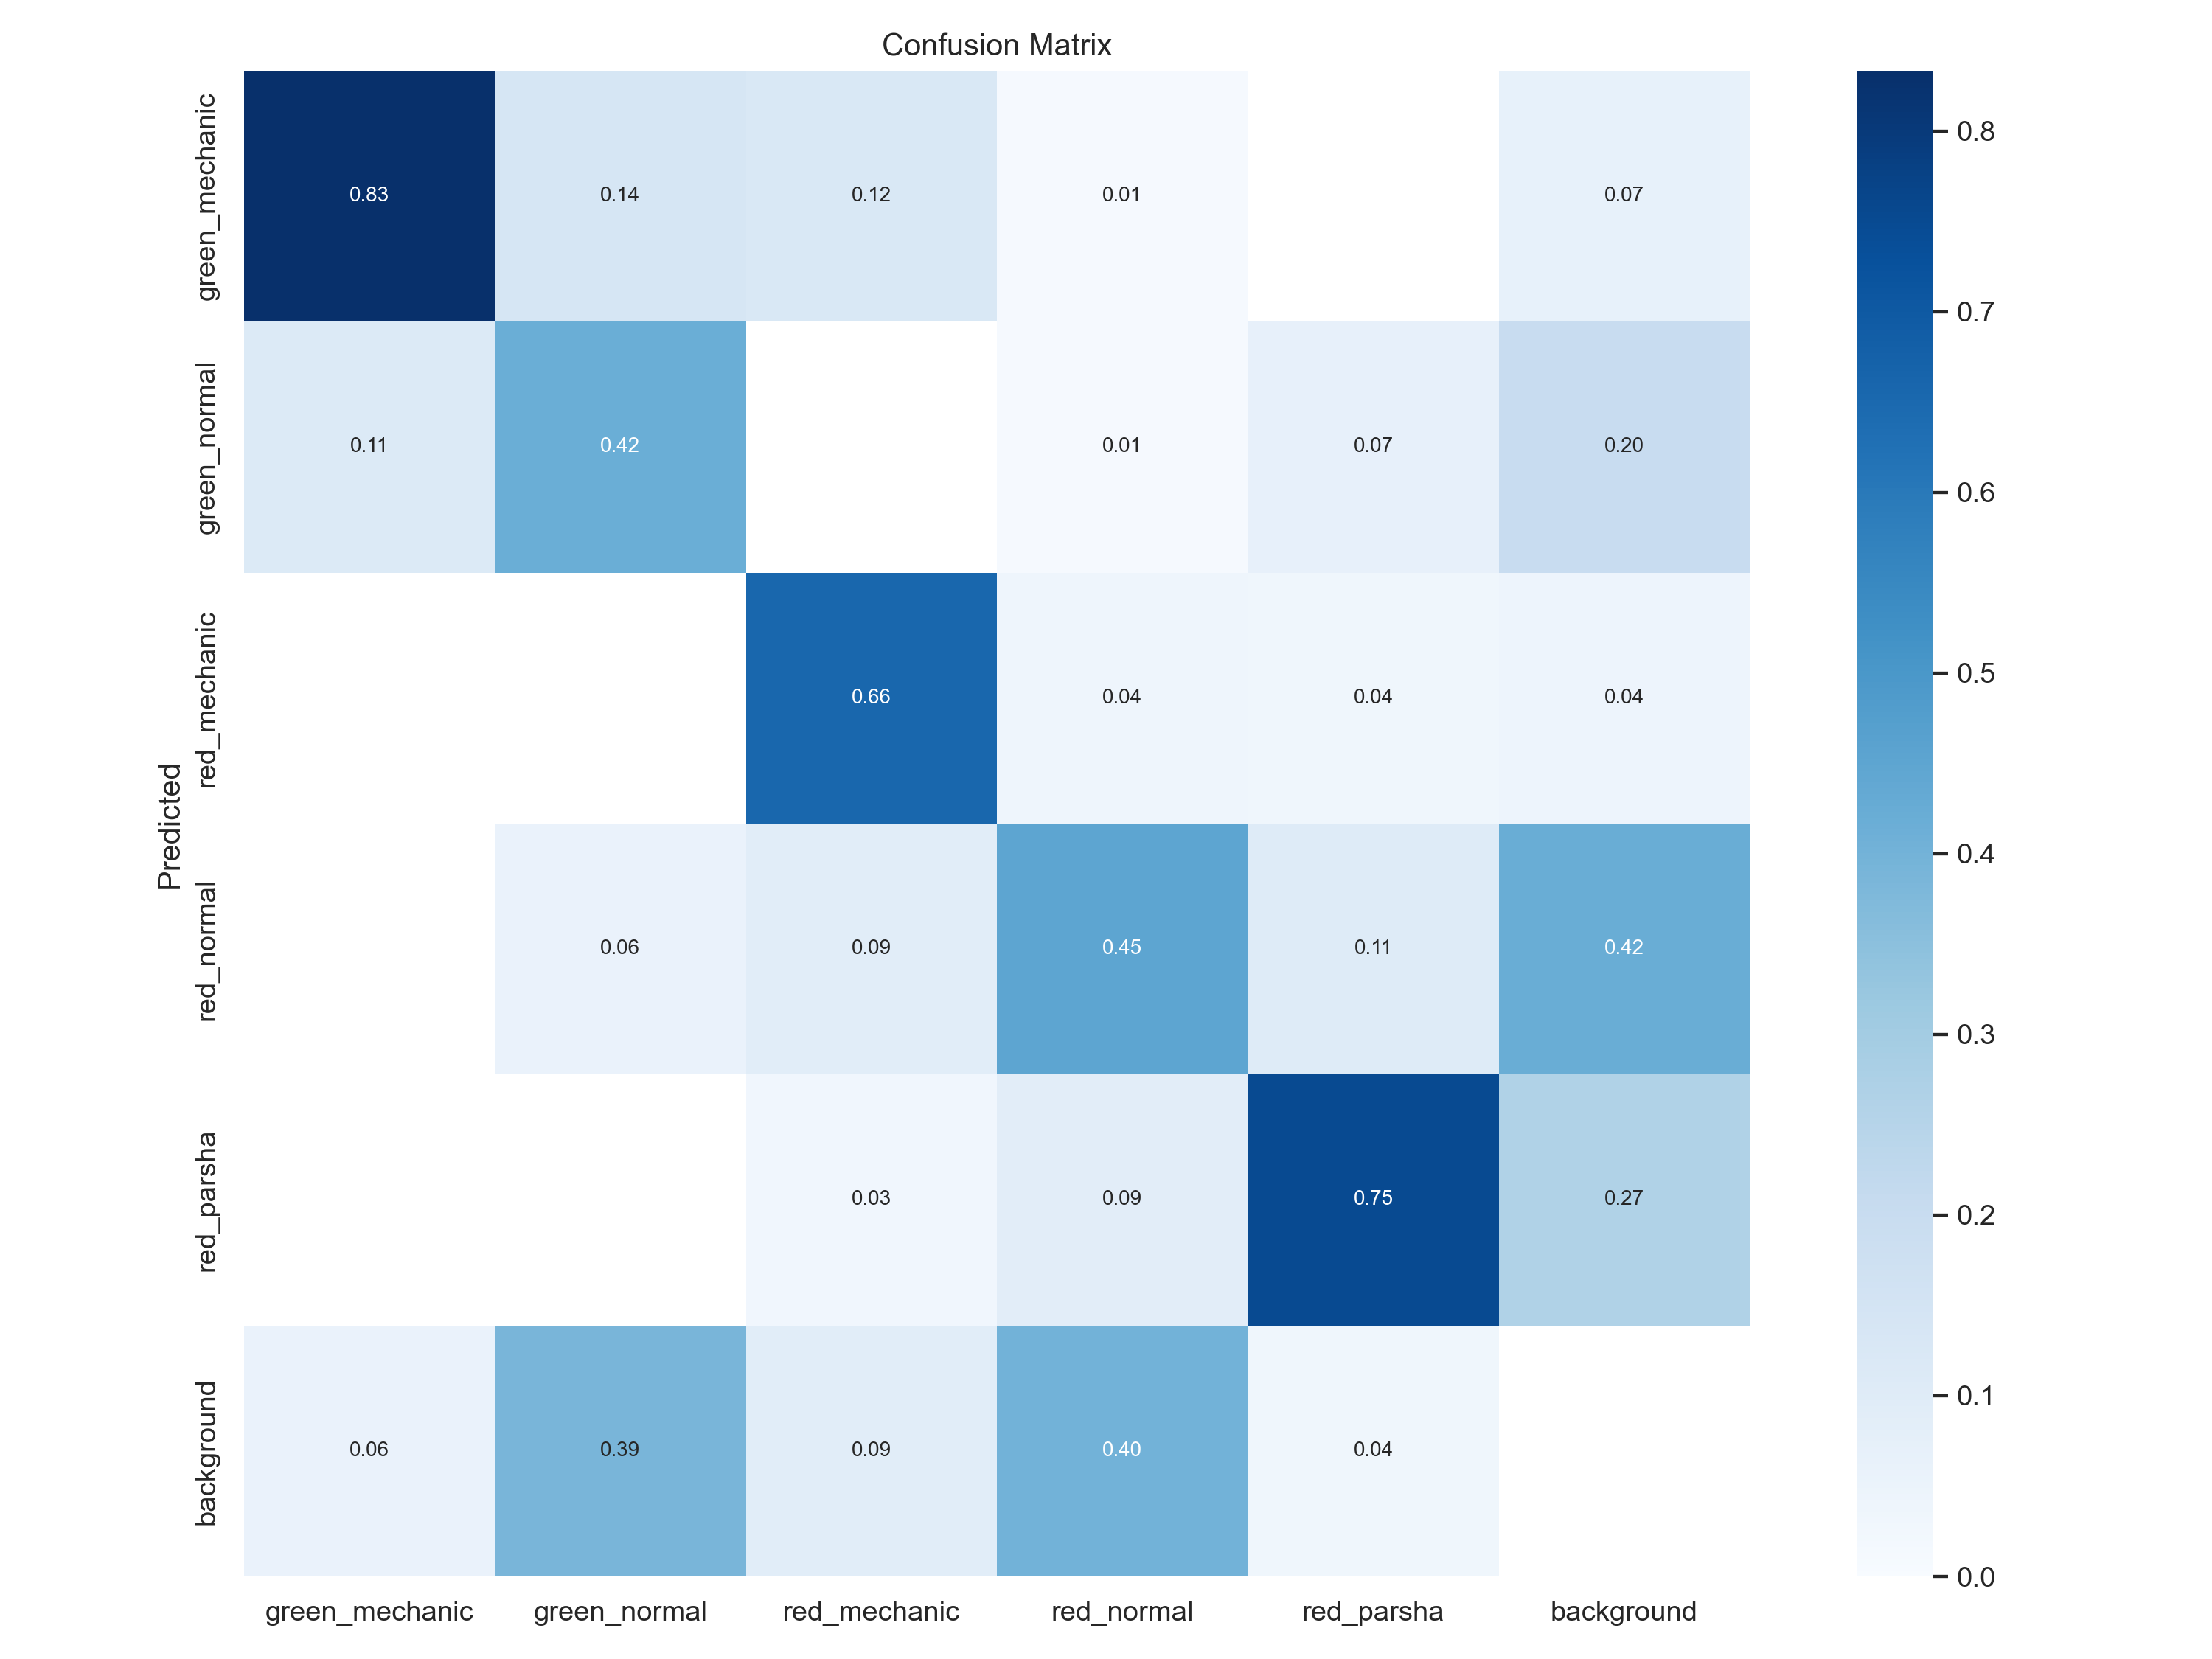 Confusion Matrix
green_mechanic
0.83
0.14
0.12
0.01
0.07
0.8
0.7
green_normal
0.11
0.42
0.01
0.07
0.20
0.6
red_mechanic
0.66
0.04
0.04
0.04
0.5
Predicted
0.4
red_normal
0.06
0.09
0.45
0.11
0.42
0.3
red_parsha
0.03
0.09
0.75
0.27
0.2
0.1
background
0.06
0.39
0.09
0.40
0.04
0.0
green_mechanic
green_normal
red_mechanic
red_normal
red_parsha
background